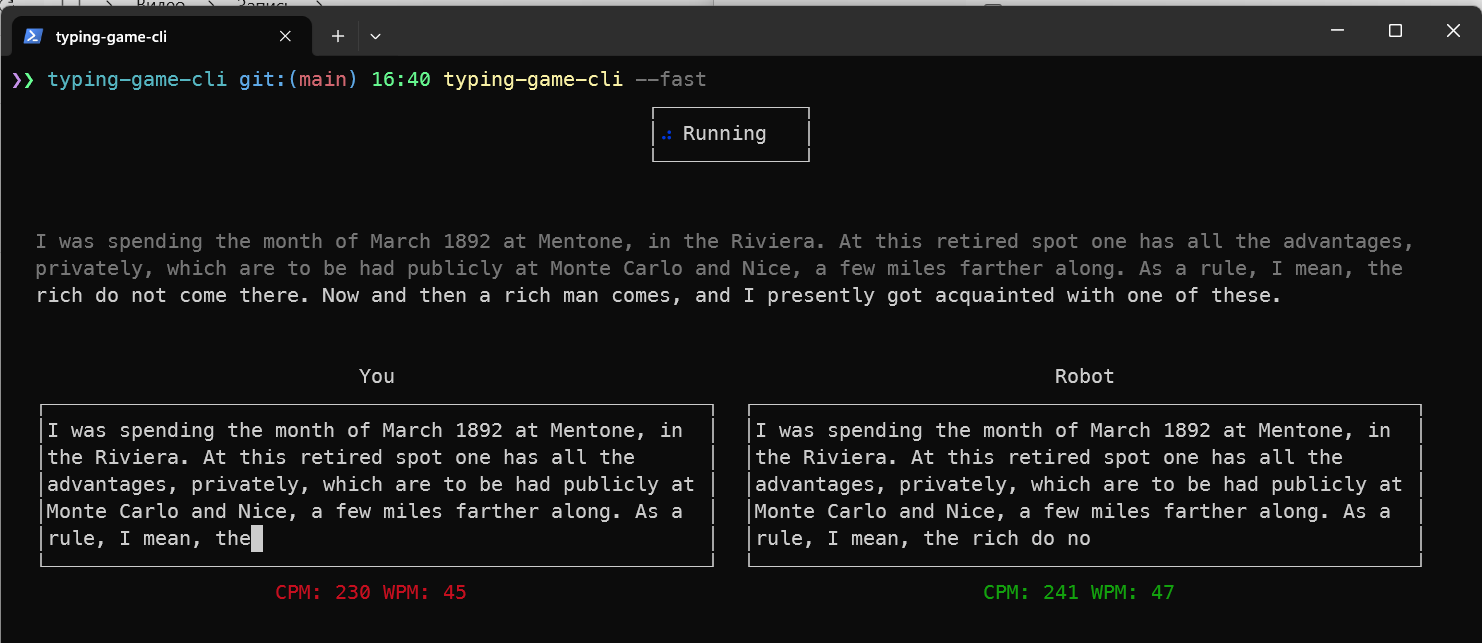 Видео Запись
typing-game-cli
❯❯ typing-game-cli git:(main) 16:40 typing-game-cli --fast
Running
I was spending the month of March 1892 at Mentone, in the Riviera. At this retired spot one has all the advantages,
privately, which are to be had publicly at Monte Carlo and Nice, a few miles farther along. As a rule, I mean, the
rich do not come there. Now and then a rich man comes, and I presently got acquainted with one of these.
You
I was spending the month of March 1892 at Mentone, in
the Riviera. At this retired spot one has all the
advantages, privately, which are to be had publicly at
Monte Carlo and Nice, a few miles farther along. As a
rule, I mean, the
CPM: 230 WPM: 45
Robot
I was spending the month of March 1892 at Mentone, in
the Riviera. At this retired spot one has all the
advantages, privately, which are to be had publicly at
Monte Carlo and Nice, a few miles farther along. As a
rule, I mean, the rich do no
CPM: 241 WPM: 47